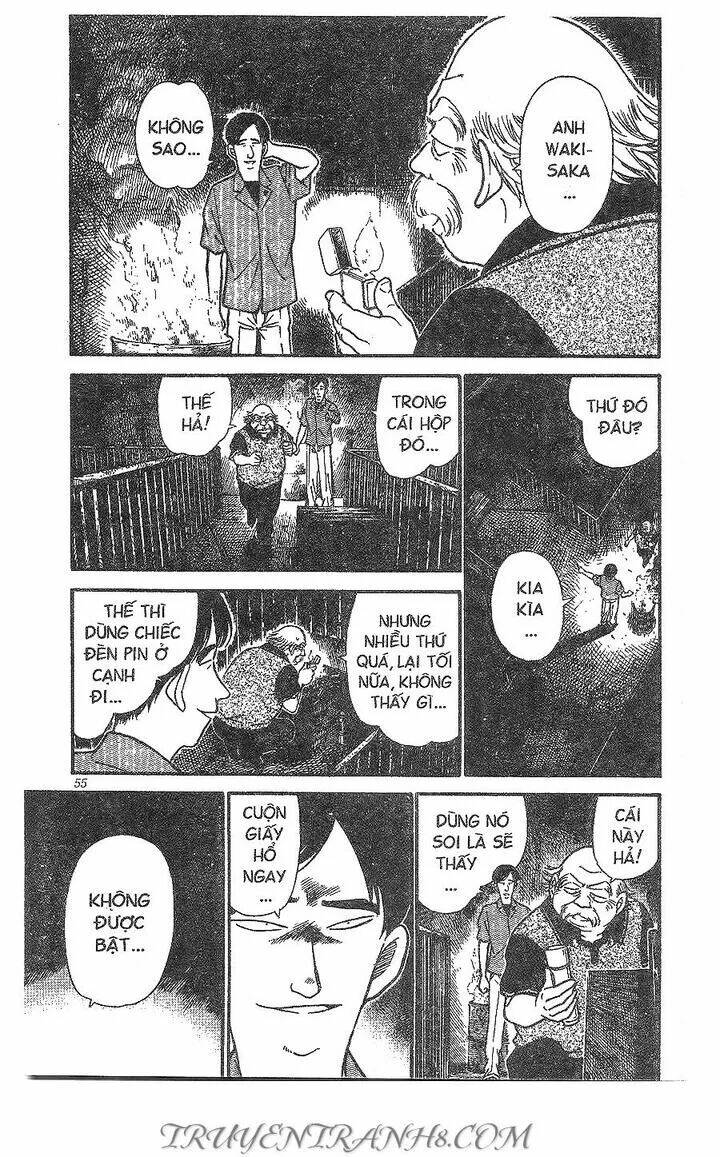 ANH
WAKI-
SAKA
...
KHÔNG
SAO...
THỨ ĐÓ
ĐÂU?
KIA
KÌA
...
TRONG
CÁI HỘP
ĐÓ...
THẾ
HẢ!
NHƯNG
NHIỀU THỨ
QUÁ, LẠI TỐI
NỮA, KHÔNG
THẤY GÌ...
THẾ THÌ
DÙNG CHIẾC
ĐÈN PIN Ở
CẠNH
ĐI...
55
CÁI
NÀY
HẢ!
DÙNG NÓ
SOI LÀ SẼ
THẤY
...
CUỘN
GIẤY
HỔ
NGAY
...
KHÔNG
ĐƯỢC
BẬT...
TRUYENTRANH8.COM